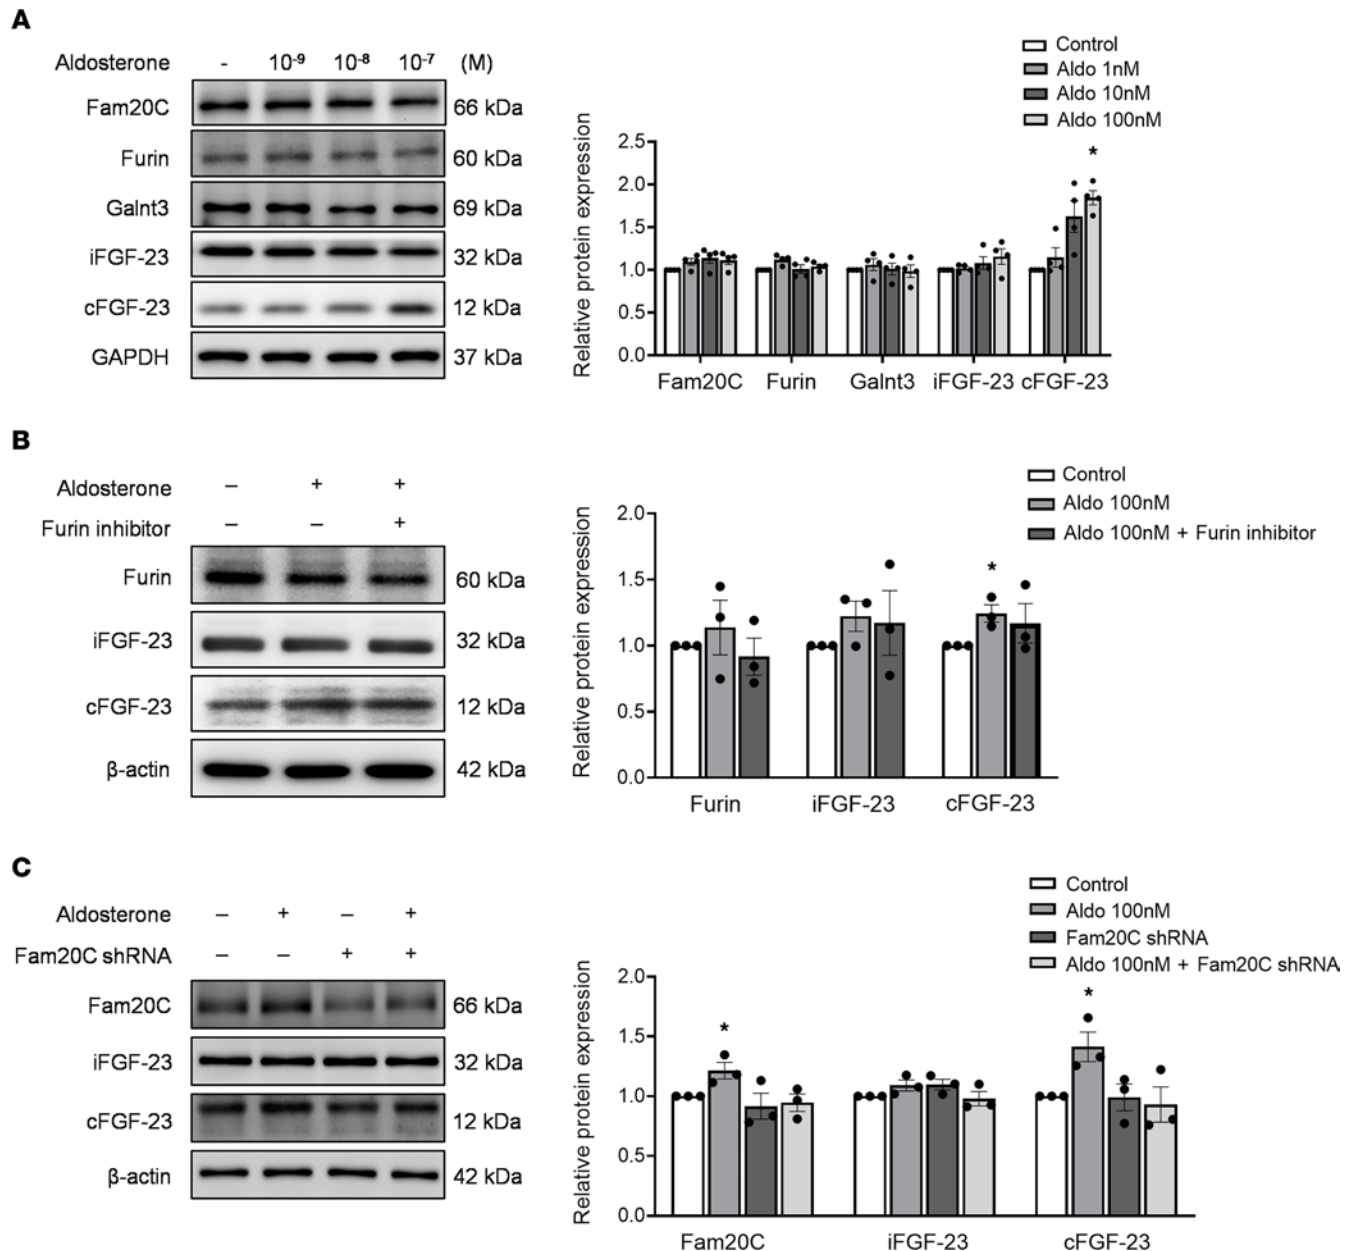 A
Aldosterone - 10⁻⁹ 10⁻⁸ 10⁻⁷ (M)
Fam20C 66 kDa
Furin 60 kDa
Galnt3 69 kDa
iFGF-23 32 kDa
cFGF-23 12 kDa
GAPDH 37 kDa
Control
Aldo 1nM
Aldo 10nM
Aldo 100nM
Relative protein expression
2.5
2.0
1.5
1.0
0.5
0.0
*
Fam20C Furin Galnt3 iFGF-23 cFGF-23
B
Aldosterone – + +
Furin inhibitor – – +
Furin 60 kDa
iFGF-23 32 kDa
cFGF-23 12 kDa
β-actin 42 kDa
Control
Aldo 100nM
Aldo 100nM + Furin inhibitor
Relative protein expression
2.0
1.5
1.0
0.5
0.0
*
Furin iFGF-23 cFGF-23
C
Aldosterone – + – +
Fam20C shRNA – – + +
Fam20C 66 kDa
iFGF-23 32 kDa
cFGF-23 12 kDa
β-actin 42 kDa
Control
Aldo 100nM
Fam20C shRNA
Aldo 100nM + Fam20C shRNA
Relative protein expression
2.0
1.5
1.0
0.5
0.0
* *
Fam20C iFGF-23 cFGF-23